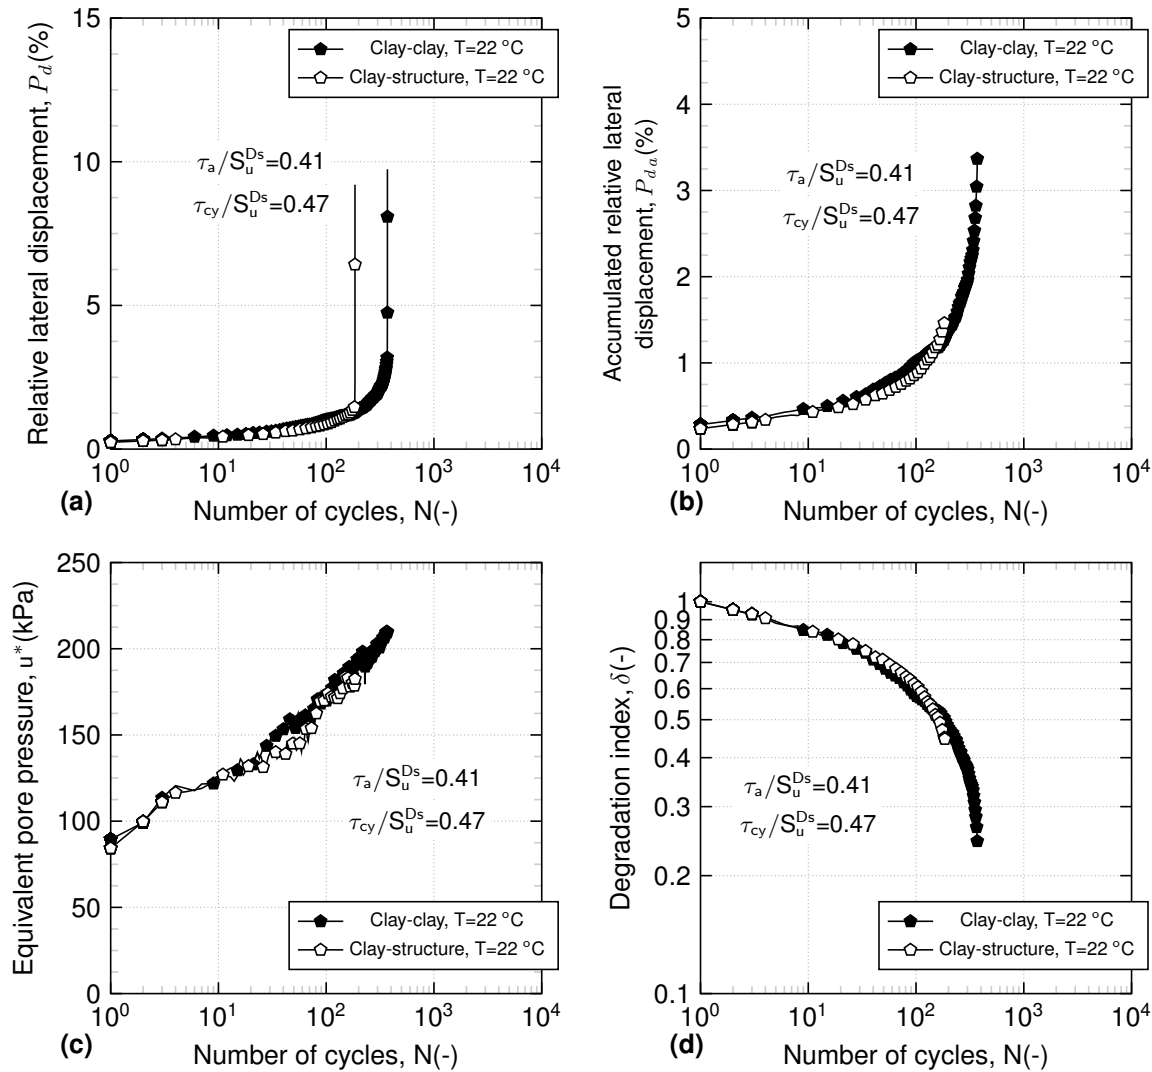 15
10
5
0
Relative lateral displacement, P_d(%)
Clay-clay, T=22 °C
Clay-structure, T=22 °C
τ_a/S_u^Ds=0.41
τ_cy/S_u^Ds=0.47
10^0 10^1 10^2 10^3 10^4
(a)
Number of cycles, N(-)
5
4
3
2
1
0
Accumulated relative lateral
displacement, P_da(%)
Clay-clay, T=22 °C
Clay-structure, T=22 °C
τ_a/S_u^Ds=0.41
τ_cy/S_u^Ds=0.47
10^0 10^1 10^2 10^3 10^4
(b)
Number of cycles, N(-)
250
200
150
100
50
0
Equivalent pore pressure, u*(kPa)
τ_a/S_u^Ds=0.41
τ_cy/S_u^Ds=0.47
Clay-clay, T=22 °C
Clay-structure, T=22 °C
10^0 10^1 10^2 10^3 10^4
(c)
Number of cycles, N(-)
1
0.9
0.8
0.7
0.6
0.5
0.4
0.3
0.2
0.1
Degradation index, δ(-)
τ_a/S_u^Ds=0.41
τ_cy/S_u^Ds=0.47
Clay-clay, T=22 °C
Clay-structure, T=22 °C
10^0 10^1 10^2 10^3 10^4
(d)
Number of cycles, N(-)